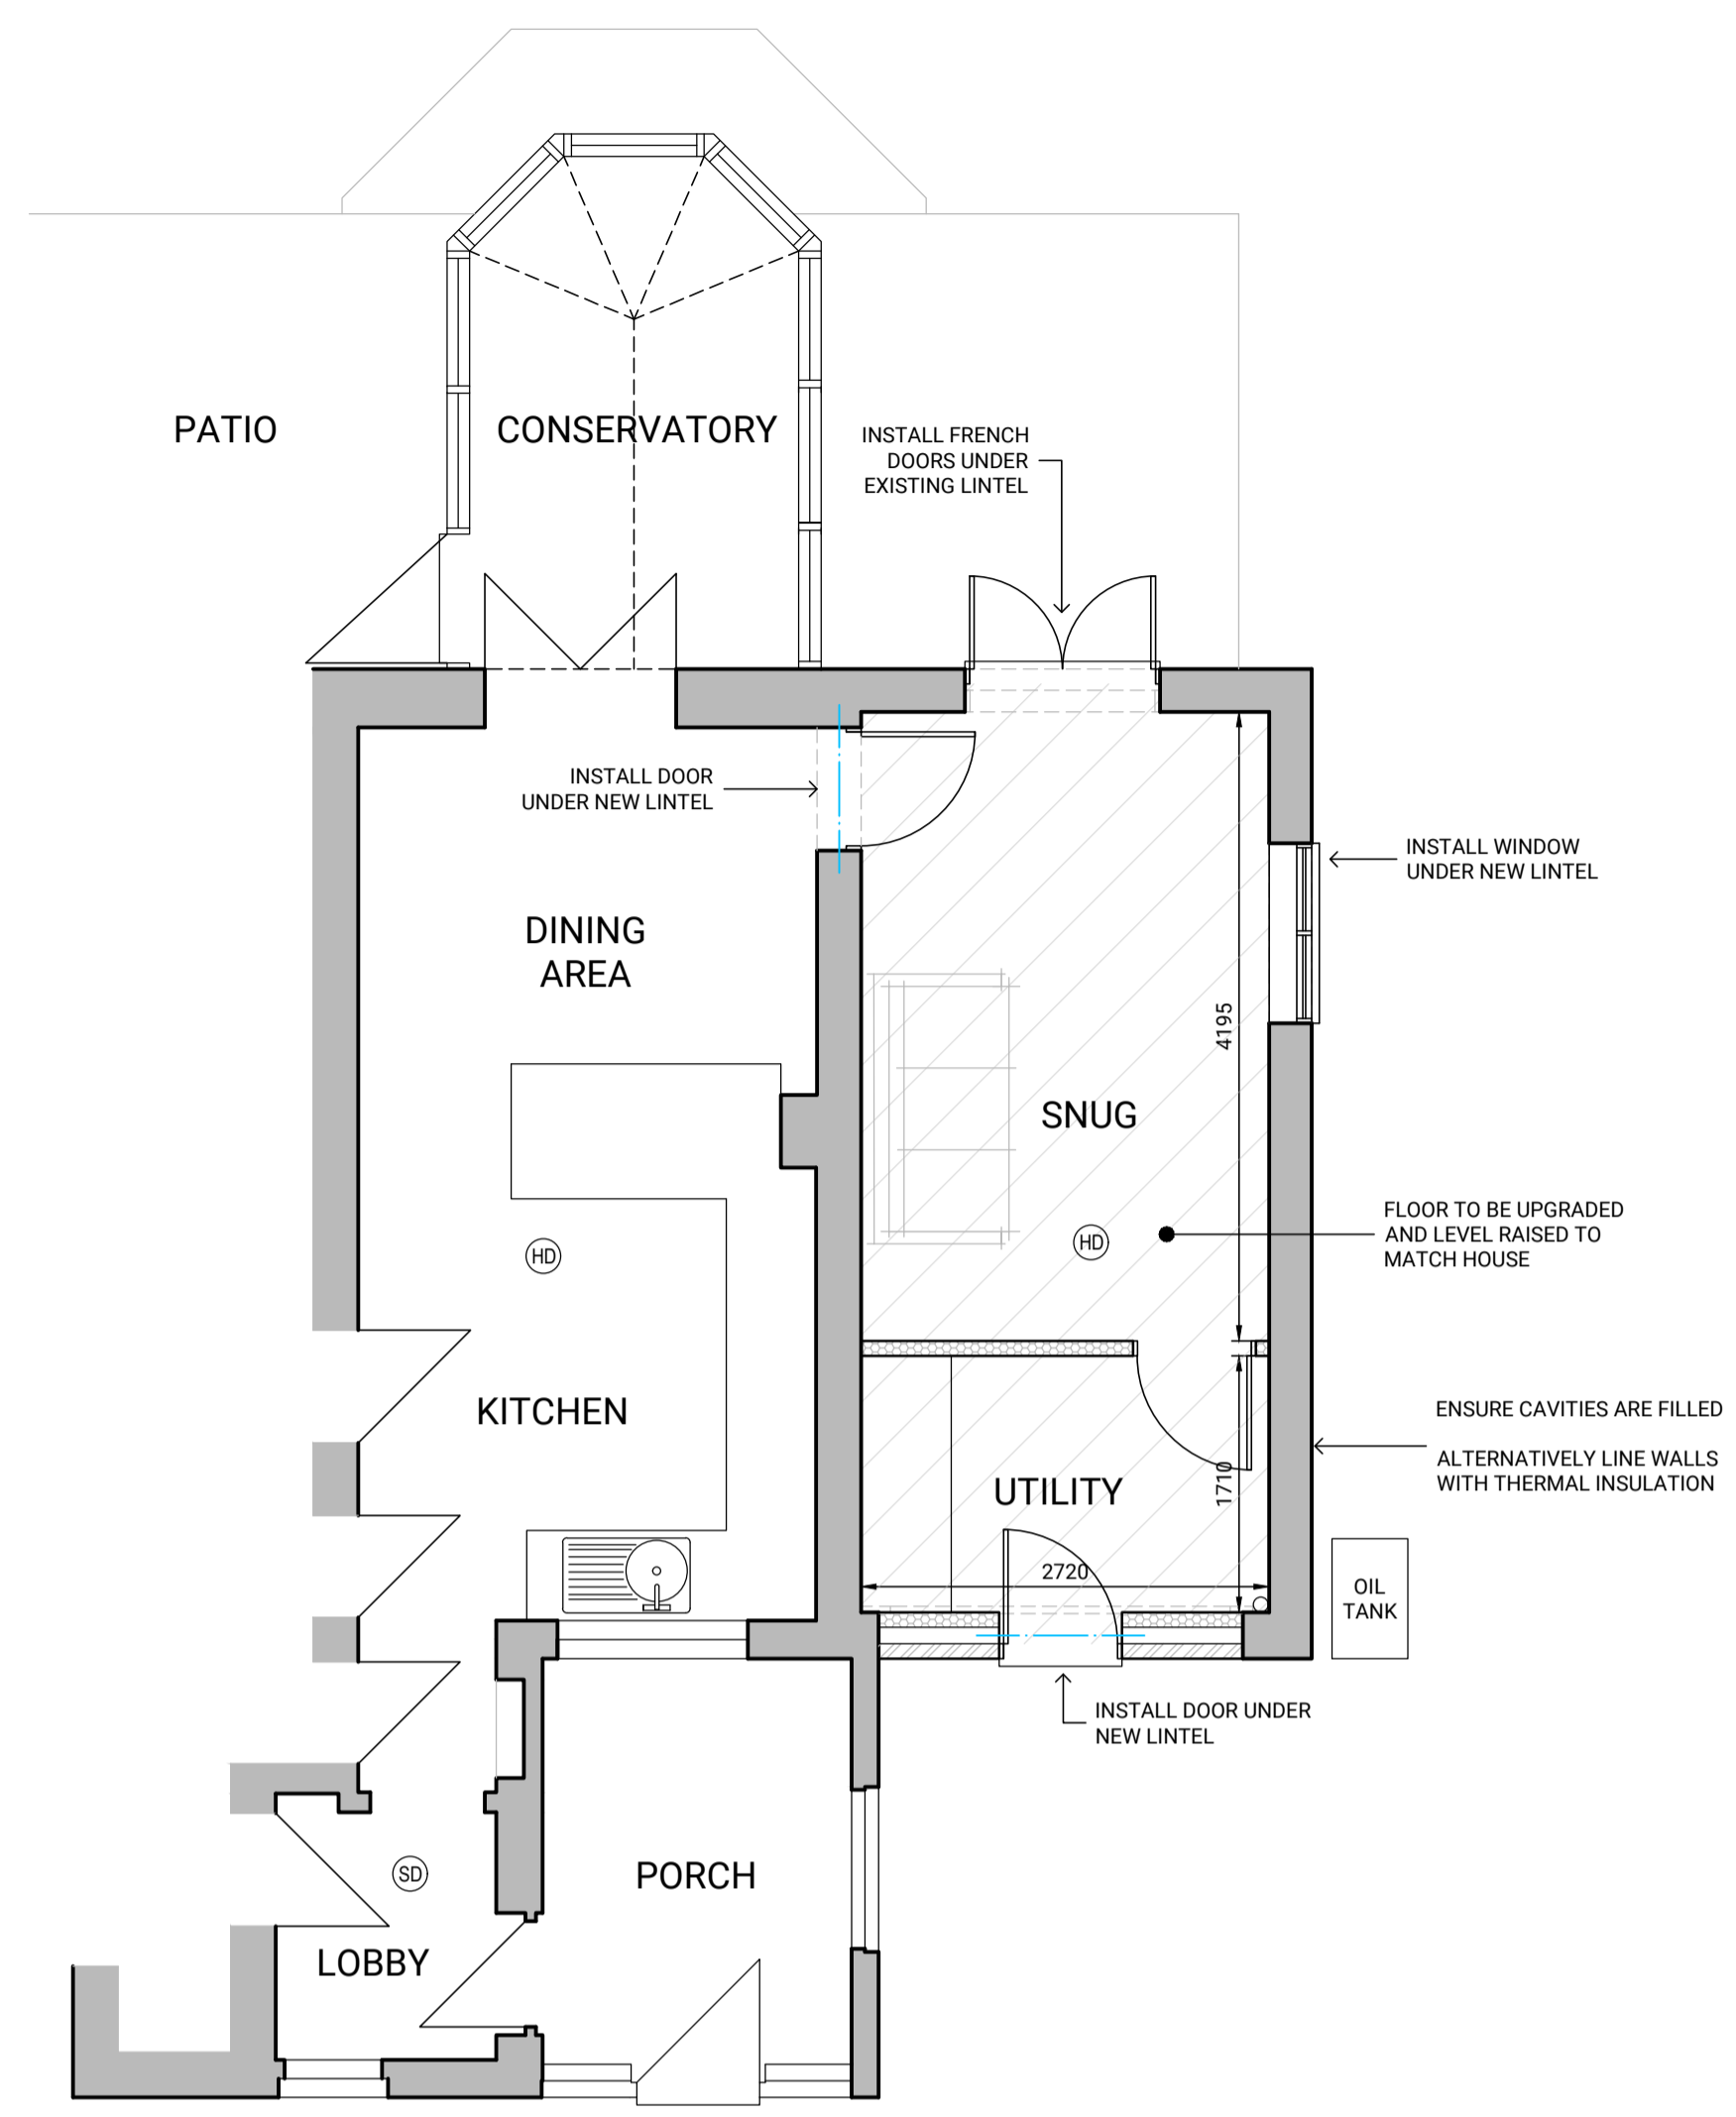 PATIO
CONSERVATORY
INSTALL FRENCH
DOORS UNDER
EXISTING LINTEL
INSTALL DOOR
UNDER NEW LINTEL
INSTALL WINDOW
UNDER NEW LINTEL
DINING
AREA
4195
SNUG
HD
HD
FLOOR TO BE UPGRADED
AND LEVEL RAISED TO
MATCH HOUSE
KITCHEN
ENSURE CAVITIES ARE FILLED
ALTERNATIVELY LINE WALLS
WITH THERMAL INSULATION
UTILITY
1710
2720
OIL
TANK
INSTALL DOOR UNDER
NEW LINTEL
SD
PORCH
LOBBY